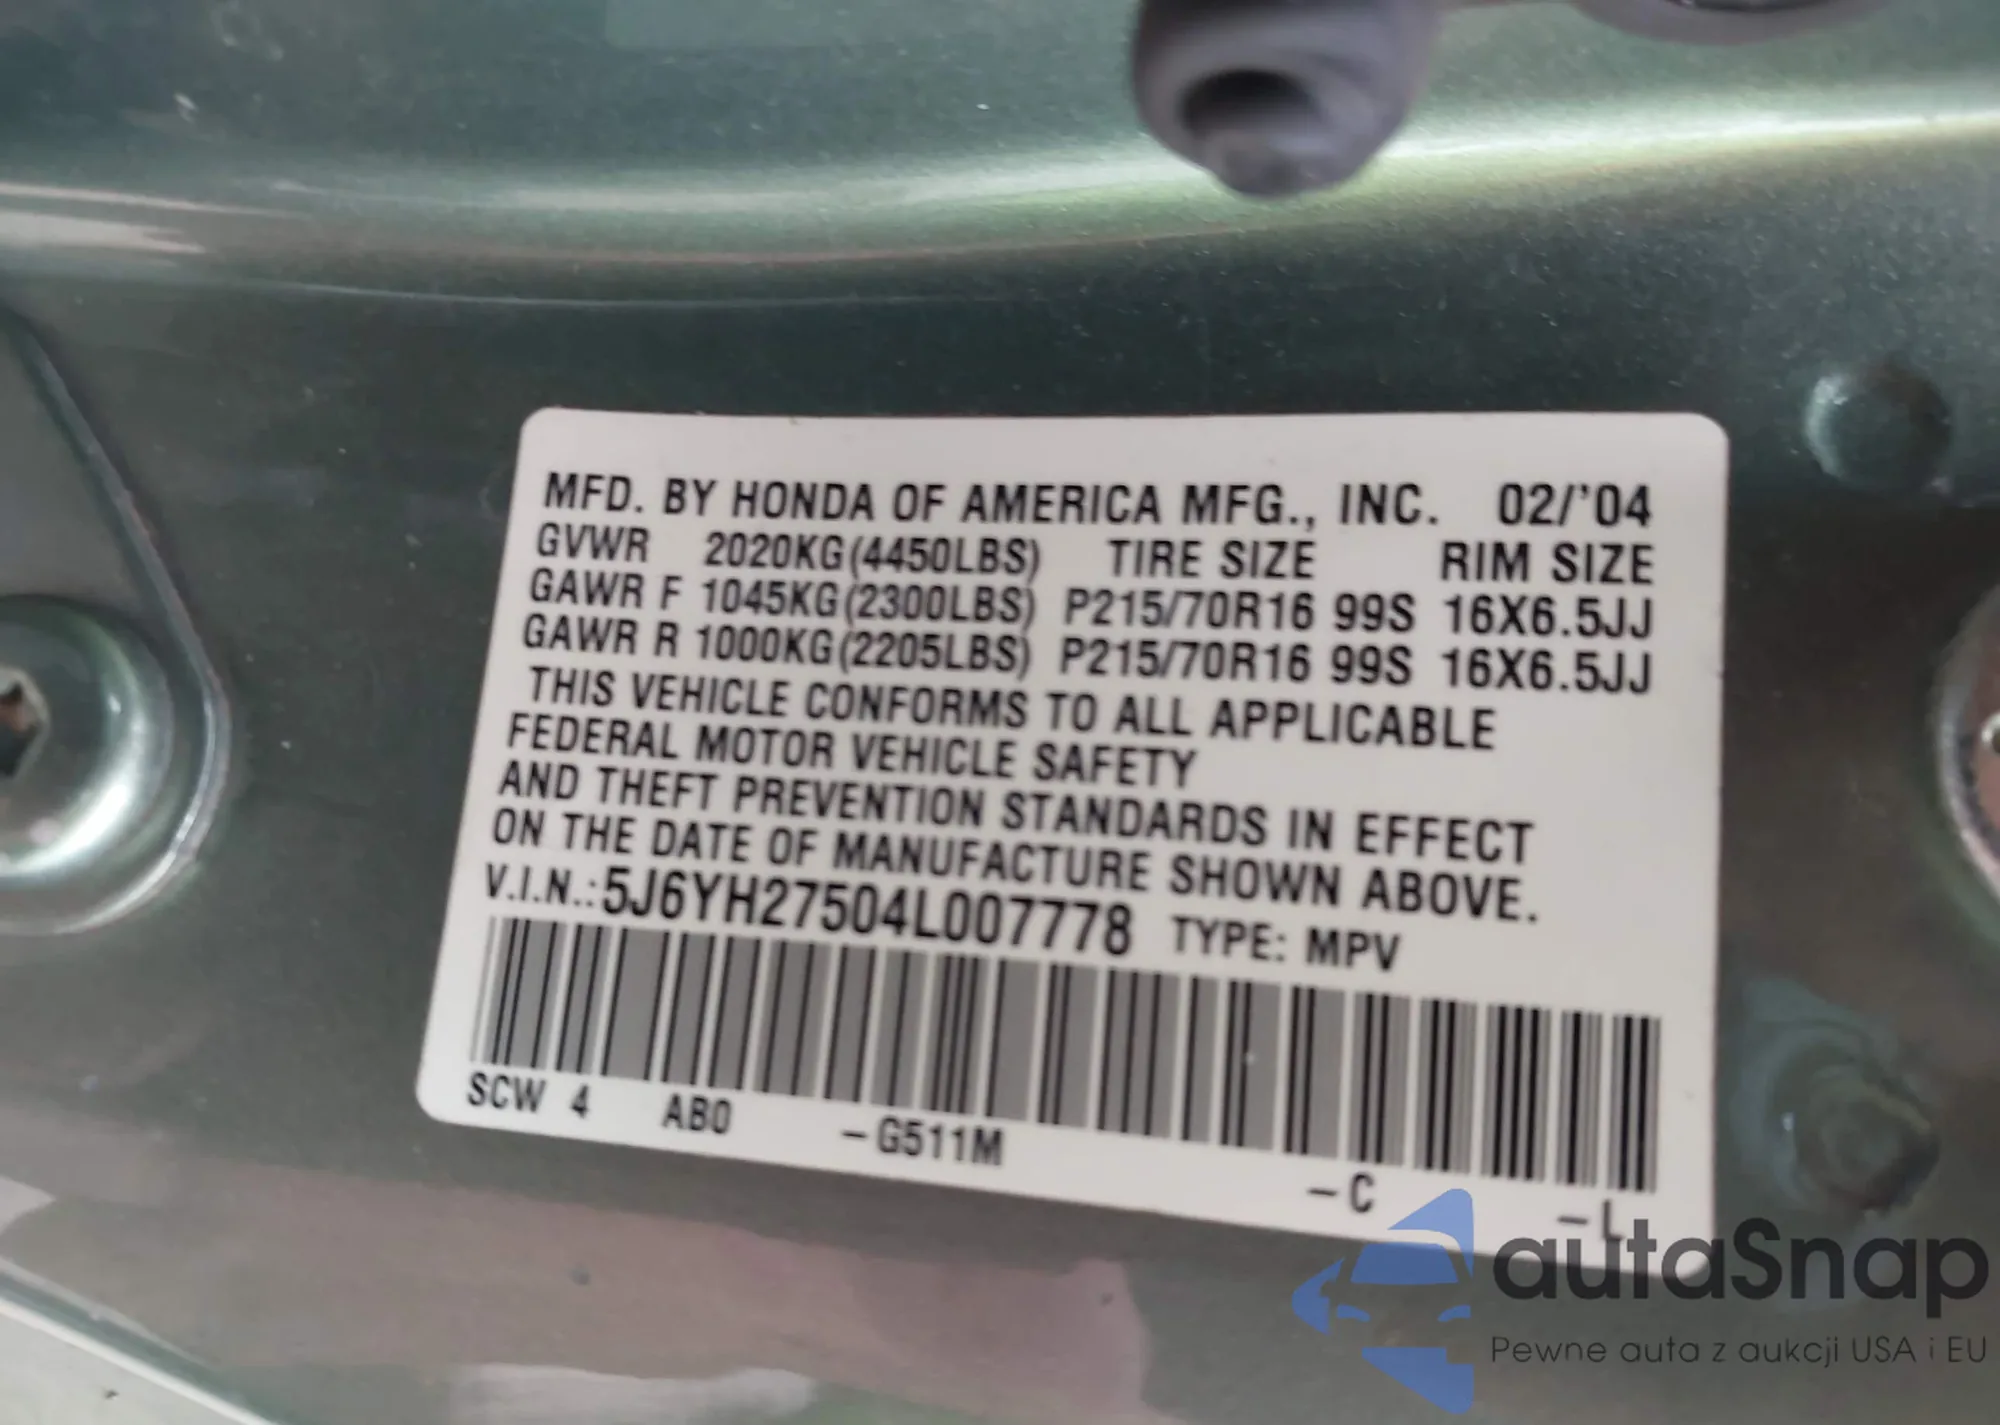 MFD. BY HONDA OF AMERICA MFG., INC. 02/'04
GVWR 2020KG(4450LBS) TIRE SIZE RIM SIZE
GAWR F 1045KG(2300LBS) P215/70R16 99S 16X6.5JJ
GAWR R 1000KG(2205LBS) P215/70R16 99S 16X6.5JJ
THIS VEHICLE CONFORMS TO ALL APPLICABLE
FEDERAL MOTOR VEHICLE SAFETY
AND THEFT PREVENTION STANDARDS IN EFFECT
ON THE DATE OF MANUFACTURE SHOWN ABOVE.
V.I.N.:5J6YH27504L007778 TYPE: MPV
SCW 4 AB0 –G511M –C –L
autaSnap
Pewne auta z aukcji USA i EU